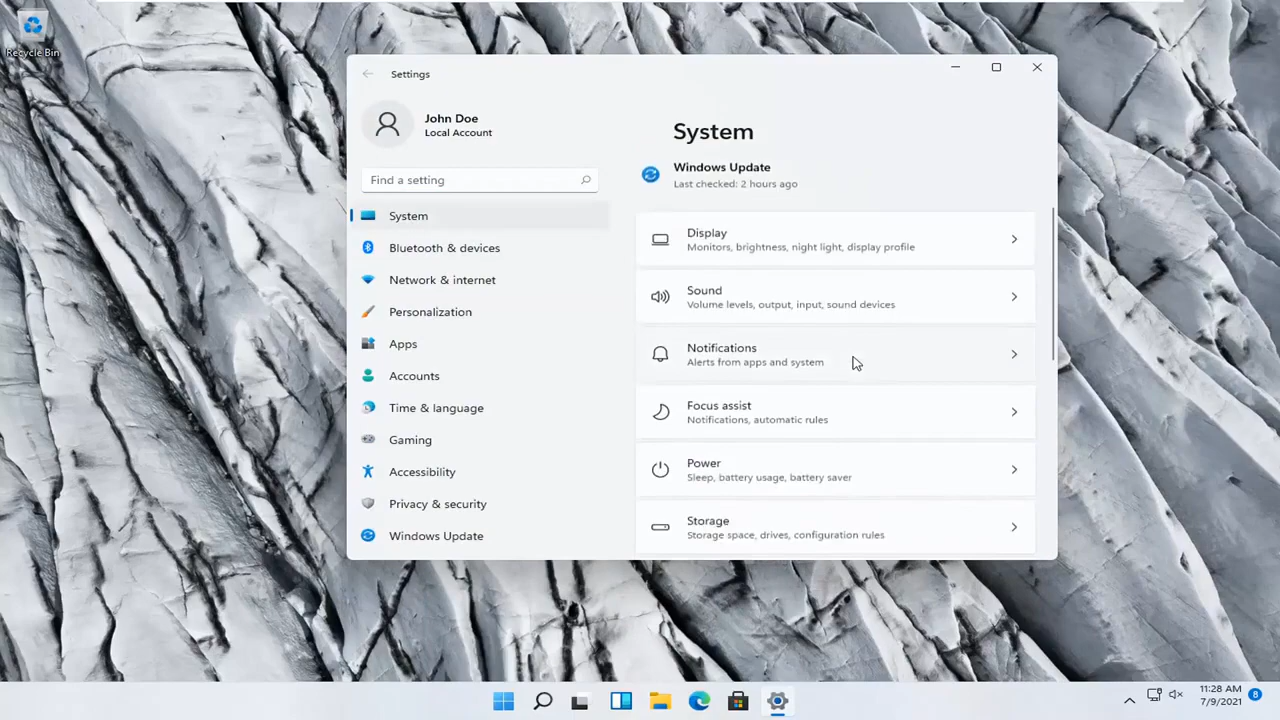 Recycle Bin
Settings
John Doe
Local Account
Find a setting
System
Bluetooth & devices
Network & internet
Personalization
Apps
Accounts
Time & language
Gaming
Accessibility
Privacy & security
Windows Update
System
Windows Update
Last checked: 2 hours ago
Display
Monitors, brightness, night light, display profile
Sound
Volume levels, output, input, sound devices
Notifications
Alerts from apps and system
Focus assist
Notifications, automatic rules
Power
Sleep, battery usage, battery saver
Storage
Storage space, drives, configuration rules
11:28 AM
7/9/2021
8